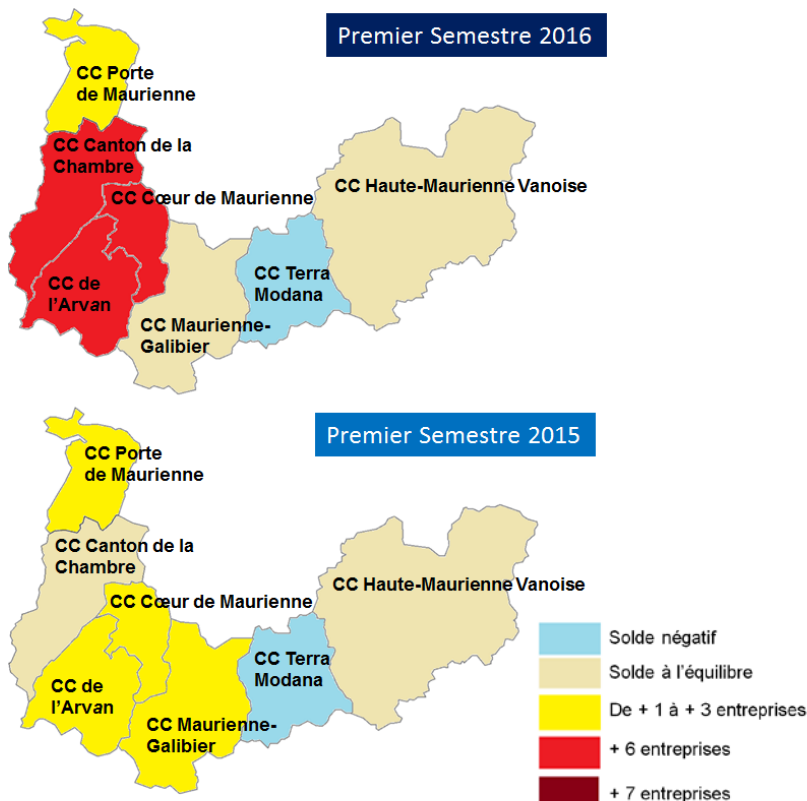 Premier Semestre 2016
CC Porte
de Maurienne
CC Canton de la
Chambre
CC Cœur de Maurienne
CC Haute-Maurienne Vanoise
CC de
l'Arvan
CC Terra
Modana
CC Maurienne-
Galibier
Premier Semestre 2015
CC Porte
de Maurienne
CC Canton de la
Chambre
CC Cœur de Maurienne
CC Haute-Maurienne Vanoise
CC de
l'Arvan
CC Terra
Modana
CC Maurienne-
Galibier
Solde négatif
Solde à l'équilibre
De + 1 à + 3 entreprises
+ 6 entreprises
+ 7 entreprises